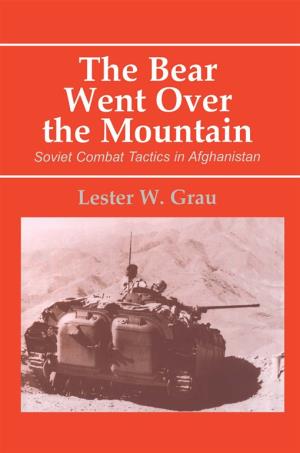 The Bear
Went Over
the Mountain
Soviet Combat Tactics in Afghanistan
Lester W. Grau